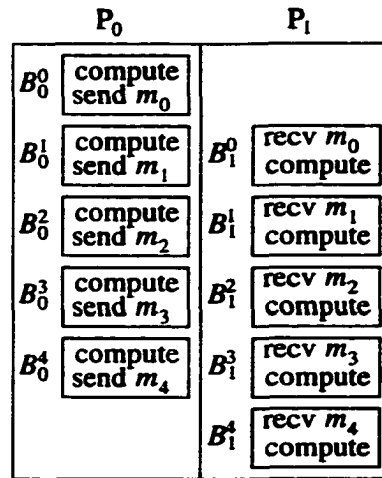 P₀ P₁
B₀⁰ compute
send m₀
B₀¹ compute
send m₁
B₁⁰ recv m₀
compute
B₀² compute
send m₂
B₁¹ recv m₁
compute
B₀³ compute
send m₃
B₁² recv m₂
compute
B₀⁴ compute
send m₄
B₁³ recv m₃
compute
B₁⁴ recv m₄
compute